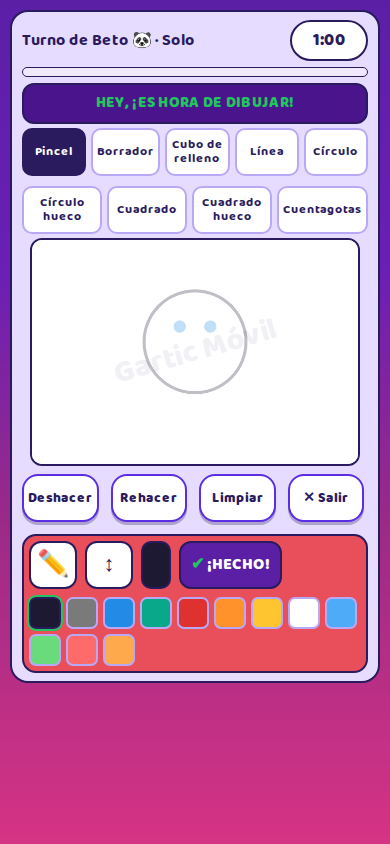 Turno de Beto 🐼 · Solo
1:00
HEY, ¡ES HORA DE DIBUJAR!
Pincel
Borrador
Cubo de
relleno
Línea
Círculo
Círculo
hueco
Cuadrado
Cuadrado
hueco
Cuentagotas
Gartic Móvil
Deshacer
Rehacer
Limpiar
✕ Salir
✔ ¡HECHO!